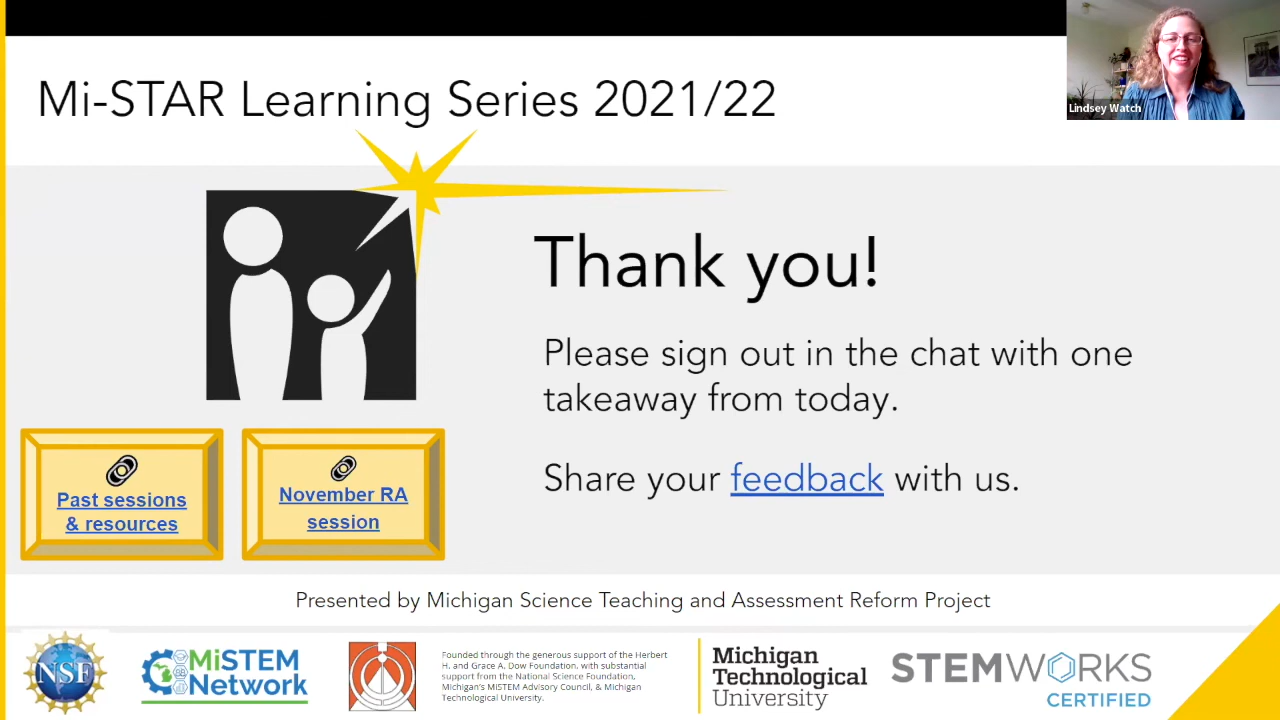 Mi-STAR Learning Series 2021/22
Lindsey Watch
Thank you!
Please sign out in the chat with one
takeaway from today.
Share your feedback with us.
Past sessions
& resources
November RA
session
Presented by Michigan Science Teaching and Assessment Reform Project
NSF
MiSTEM
Network
Founded through the generous support of the Herbert
H. and Grace A. Dow Foundation, with substantial
support from the National Science Foundation,
Michigan's MiSTEM Advisory Council, & Michigan
Technological University.
Michigan
Technological
University
STEMWORKS
CERTIFIED